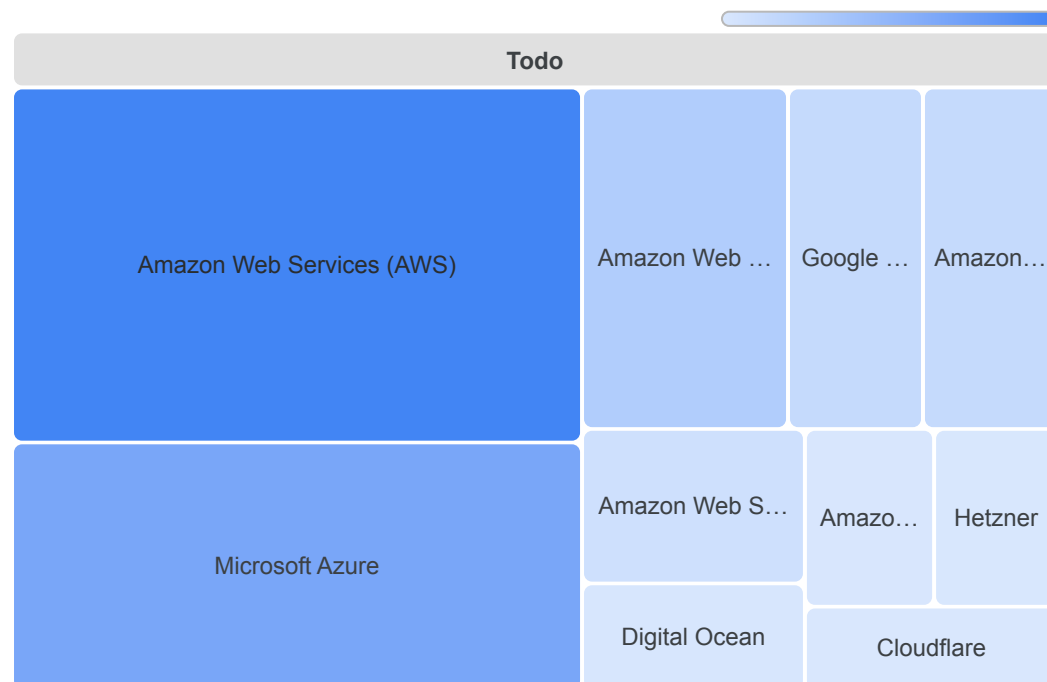 Todo
Amazon Web Services (AWS)
Amazon Web …
Google …
Amazon…
Amazon Web S…
Amazo…
Hetzner
Microsoft Azure
Digital Ocean
Cloudflare